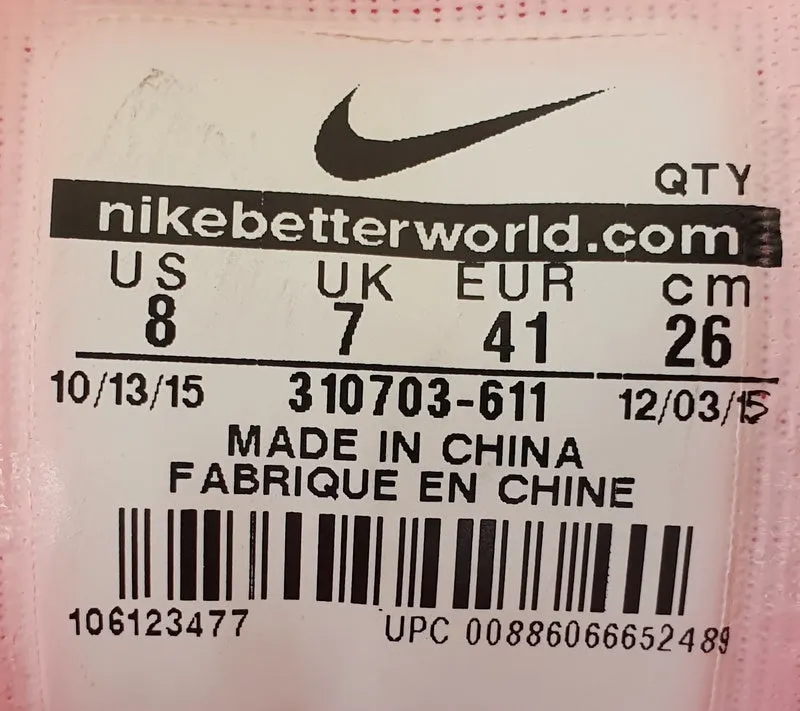 QTY
nikebetterworld.com
US UK EUR cm
8 7 41 26
10/13/15 310703-611 12/03/15
MADE IN CHINA
FABRIQUE EN CHINE
106123477 UPC 00886066652489